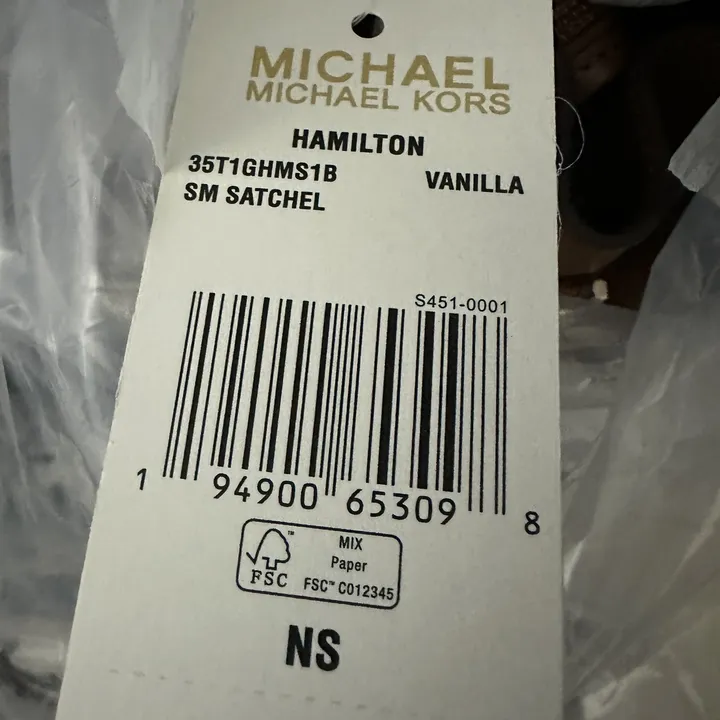 MICHAEL
MICHAEL KORS
HAMILTON
35T1GHMS1B VANILLA
SM SATCHEL
S451-0001
1 94900 65309 8
FSC™
MIX
Paper
FSC™ C012345
NS